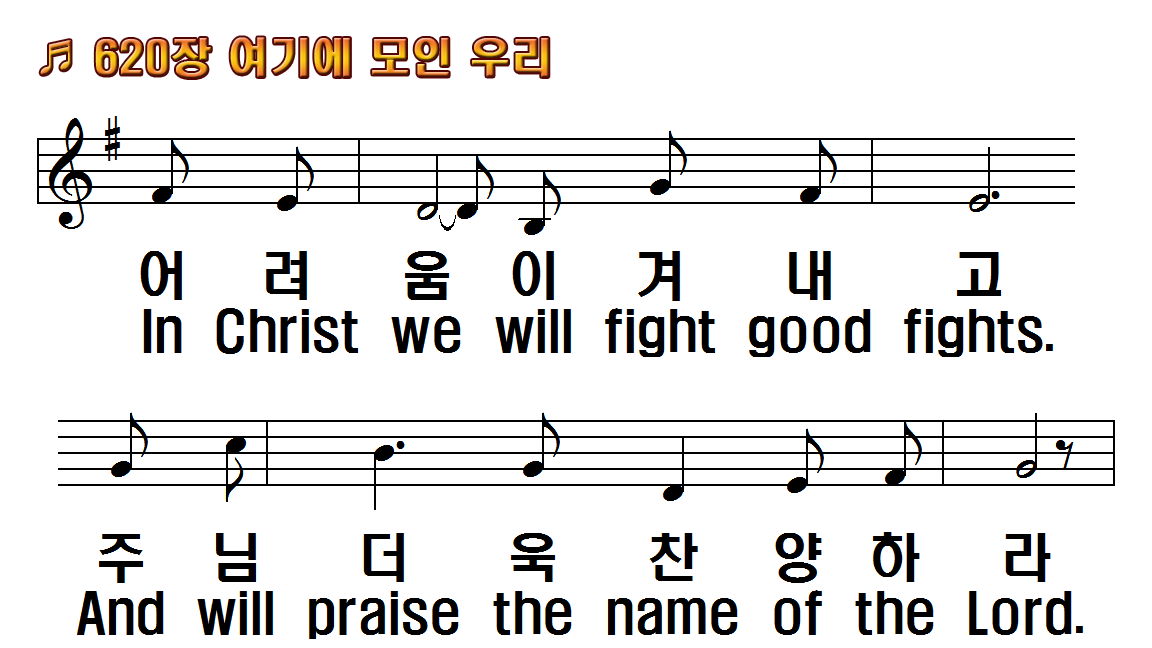 ♬ 620장 여기에 모인 우리
어 려 움 이 겨 내 고
In Christ we will fight good fights.
주 님 더 욱 찬 양 하 라
And will praise the name of the Lord.